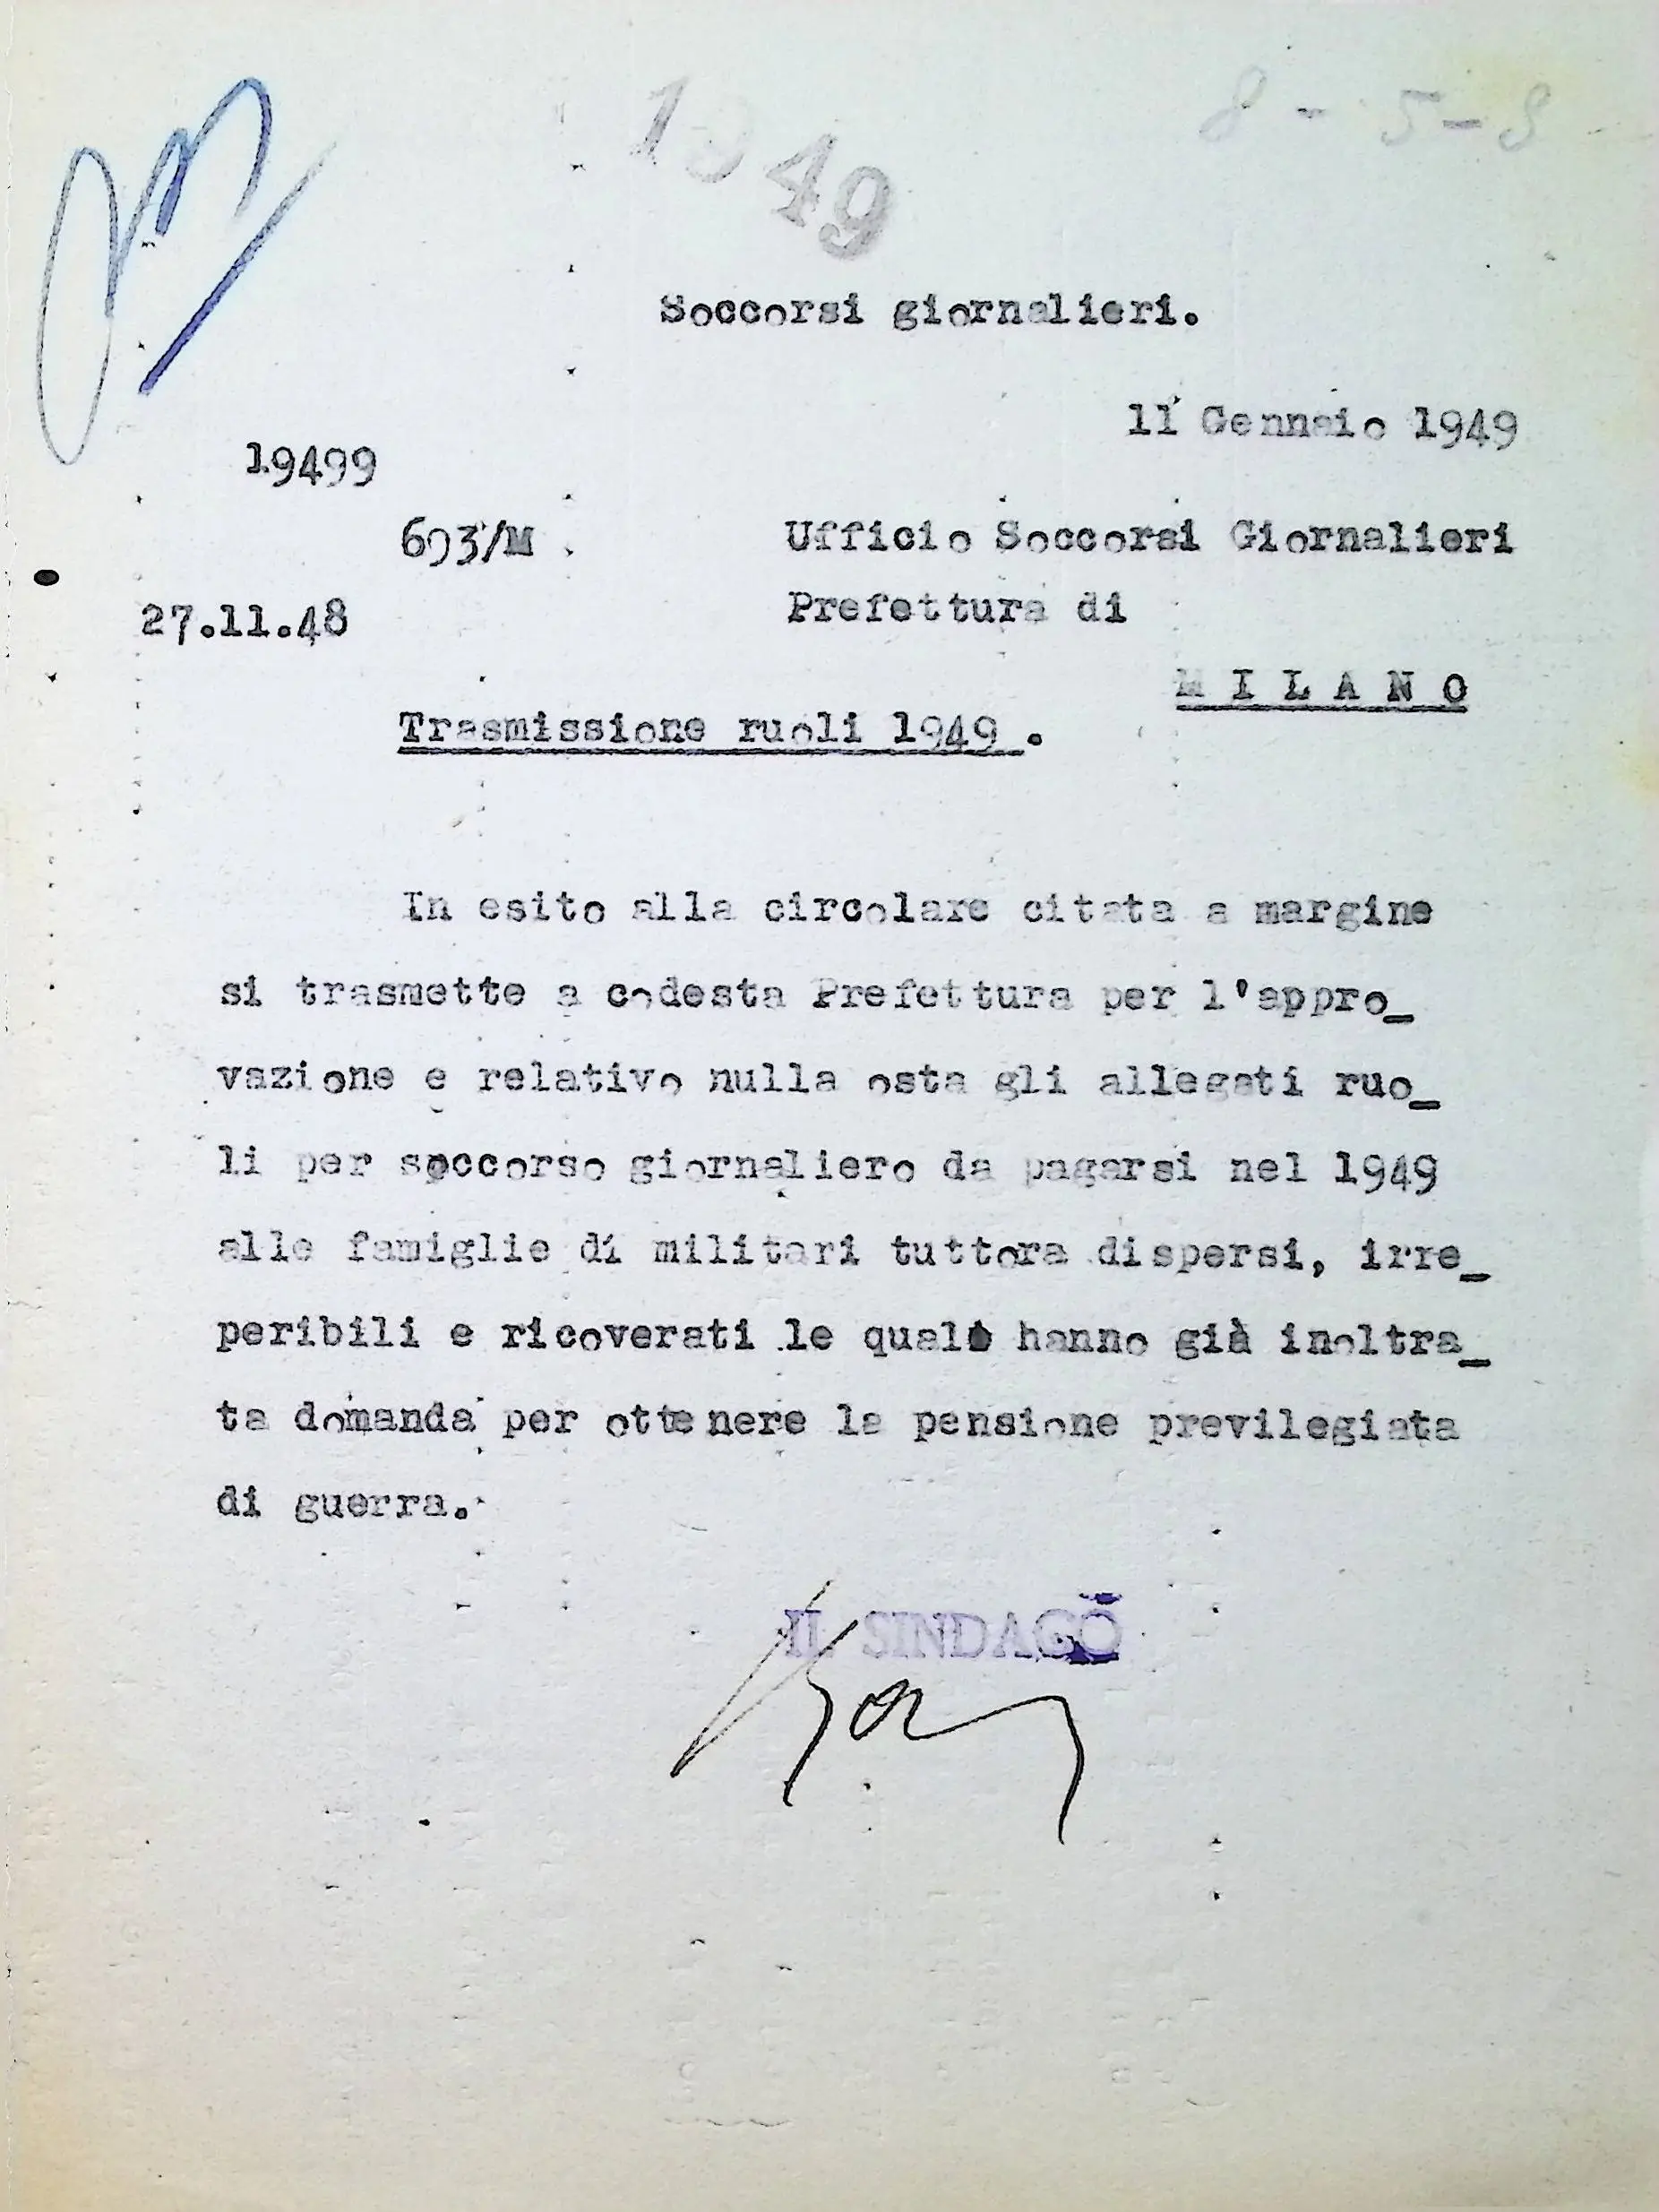 1949
8-5-8
Soccorsi giornalieri.
11 Gennaio 1949
19499
693/M
Ufficio Soccorsi Giornalieri
27.11.48
Prefettura di
MILANO
Trasmissione ruoli 1949.
In esito alla circolare citata a margine
si trasmette a codesta Prefettura per l'appro_
vazione e relativo nulla osta gli allegati ruo_
li per soccorso giornaliero da pagarsi nel 1949
alle famiglie di militari tuttora dispersi, irre_
peribili e ricoverati le quali hanno già inoltra_
ta domanda per ottenere la pensione previlegiata
di guerra.
IL SINDACO